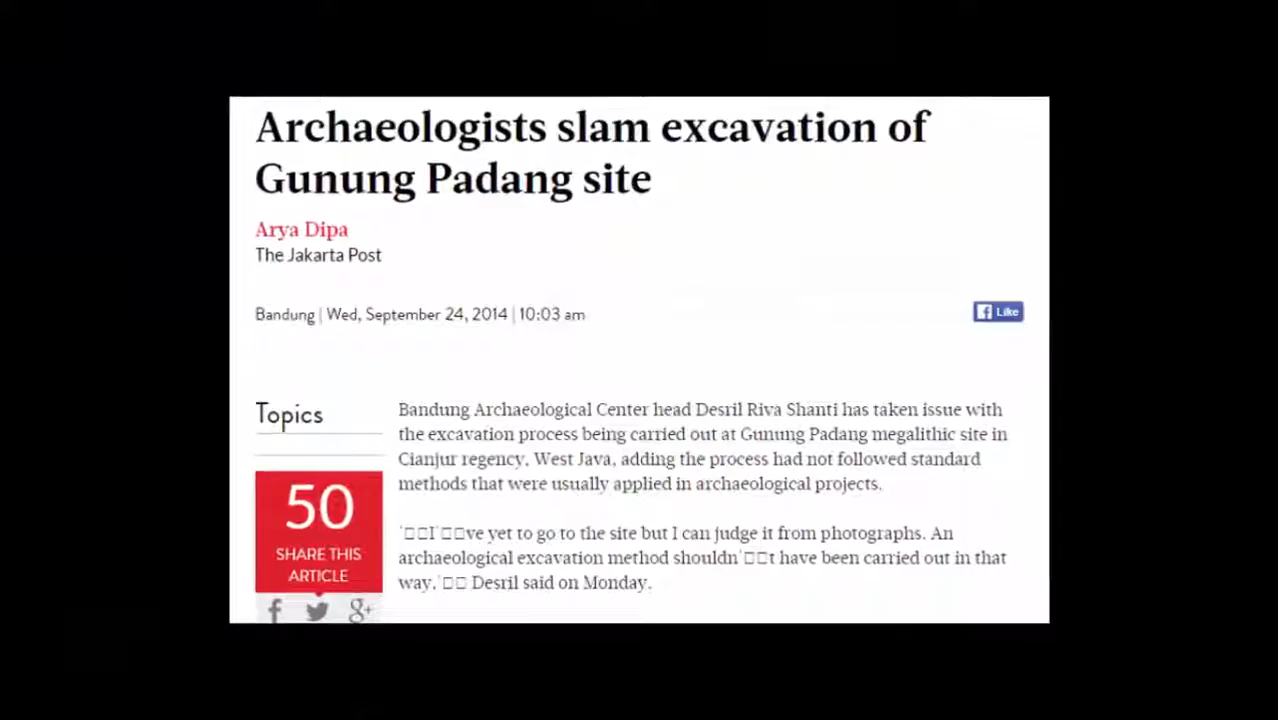 Archaeologists slam excavation of
Gunung Padang site
Arya Dipa
The Jakarta Post
Bandung | Wed, September 24, 2014 | 10:03 am
Like
Topics
50
SHARE THIS
ARTICLE
Bandung Archaeological Center head Desril Riva Shanti has taken issue with
the excavation process being carried out at Gunung Padang megalithic site in
Cianjur regency, West Java, adding the process had not followed standard
methods that were usually applied in archaeological projects.
'□□I'□□ve yet to go to the site but I can judge it from photographs. An
archaeological excavation method shouldn'□□t have been carried out in that
way,'□□ Desril said on Monday.